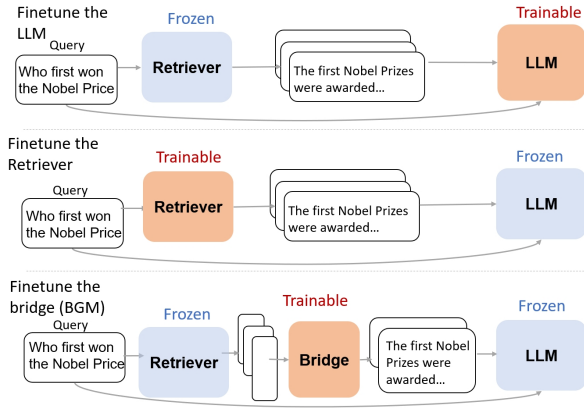 Finetune the
LLM
Query
Who first won
the Nobel Price
Frozen
Retriever
The first Nobel Prizes
were awarded...
Trainable
LLM
Finetune the
Retriever
Query
Who first won
the Nobel Price
Trainable
Retriever
The first Nobel Prizes
were awarded...
Frozen
LLM
Finetune the
bridge (BGM)
Query
Who first won
the Nobel Price
Frozen
Retriever
Trainable
Bridge
The first Nobel
Prizes were
awarded...
Frozen
LLM